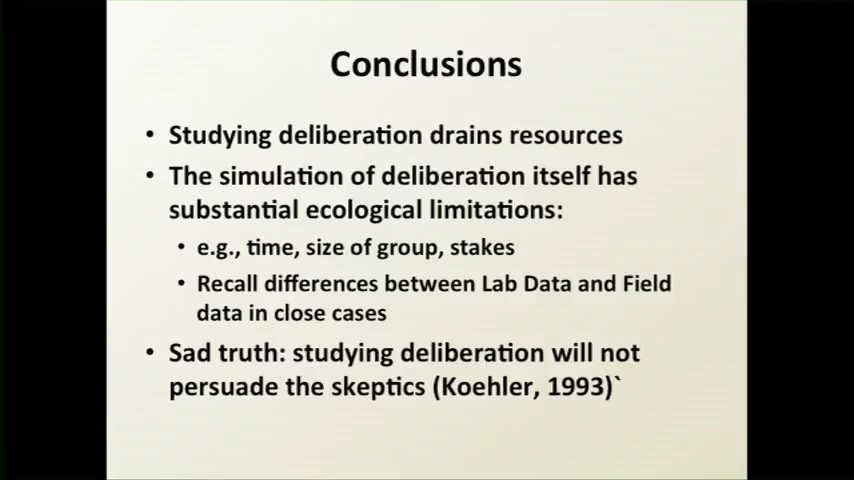 Conclusions
• Studying deliberation drains resources
• The simulation of deliberation itself has
substantial ecological limitations:
• e.g., time, size of group, stakes
• Recall differences between Lab Data and Field
data in close cases
• Sad truth: studying deliberation will not
persuade the skeptics (Koehler, 1993)`